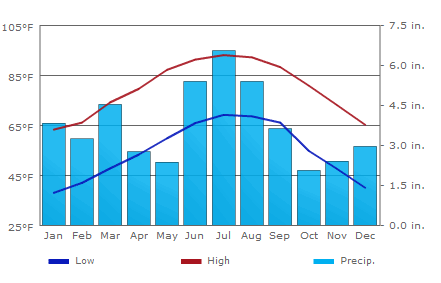 105°F
85°F
65°F
45°F
25°F
7.5 in.
6.0 in.
4.5 in.
3.0 in.
1.5 in.
0.0 in.
Jan Feb Mar Apr May Jun Jul Aug Sep Oct Nov Dec
Low High Precip.